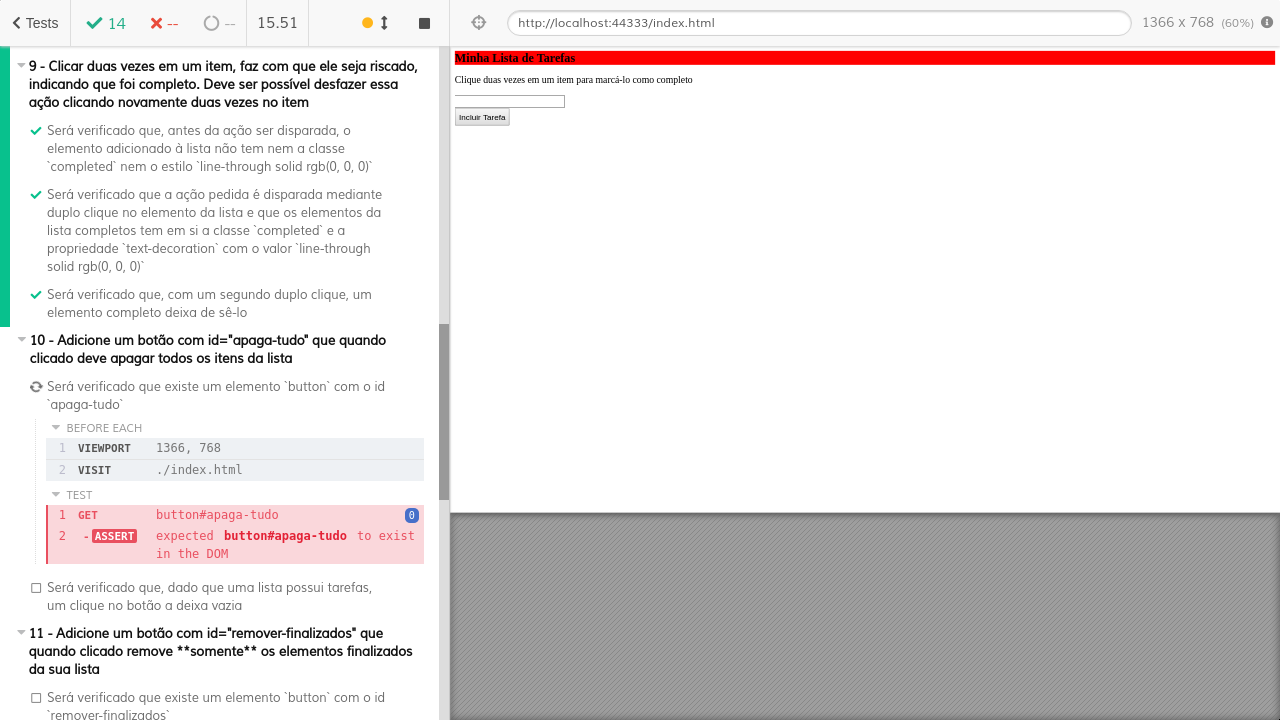 Tests
14
--
--
15.51
http://localhost:44333/index.html
1366 x 768 (60%)
9 - Clicar duas vezes em um item, faz com que ele seja riscado,
indicando que foi completo. Deve ser possível desfazer essa
ação clicando novamente duas vezes no item
Será verificado que, antes da ação ser disparada, o
elemento adicionado à lista não tem nem a classe
`completed` nem o estilo `line-through solid rgb(0, 0, 0)`
Será verificado que a ação pedida é disparada mediante
duplo clique no elemento da lista e que os elementos da
lista completos tem em si a classe `completed` e a
propriedade `text-decoration` com o valor `line-through
solid rgb(0, 0, 0)`
Será verificado que, com um segundo duplo clique, um
elemento completo deixa de sê-lo
10 - Adicione um botão com id="apaga-tudo" que quando
clicado deve apagar todos os itens da lista
Será verificado que existe um elemento `button` com o id
`apaga-tudo`
BEFORE EACH
1 VIEWPORT 1366, 768
2 VISIT ./index.html
TEST
1 GET button#apaga-tudo 0
2 -ASSERT expected button#apaga-tudo to exist
in the DOM
Será verificado que, dado que uma lista possui tarefas,
um clique no botão a deixa vazia
11 - Adicione um botão com id="remover-finalizados" que
quando clicado remove **somente** os elementos finalizados
da sua lista
Será verificado que existe um elemento `button` com o id
`remover-finalizados`
Minha Lista de Tarefas
Clique duas vezes em um item para marcá-lo como completo
Incluir Tarefa